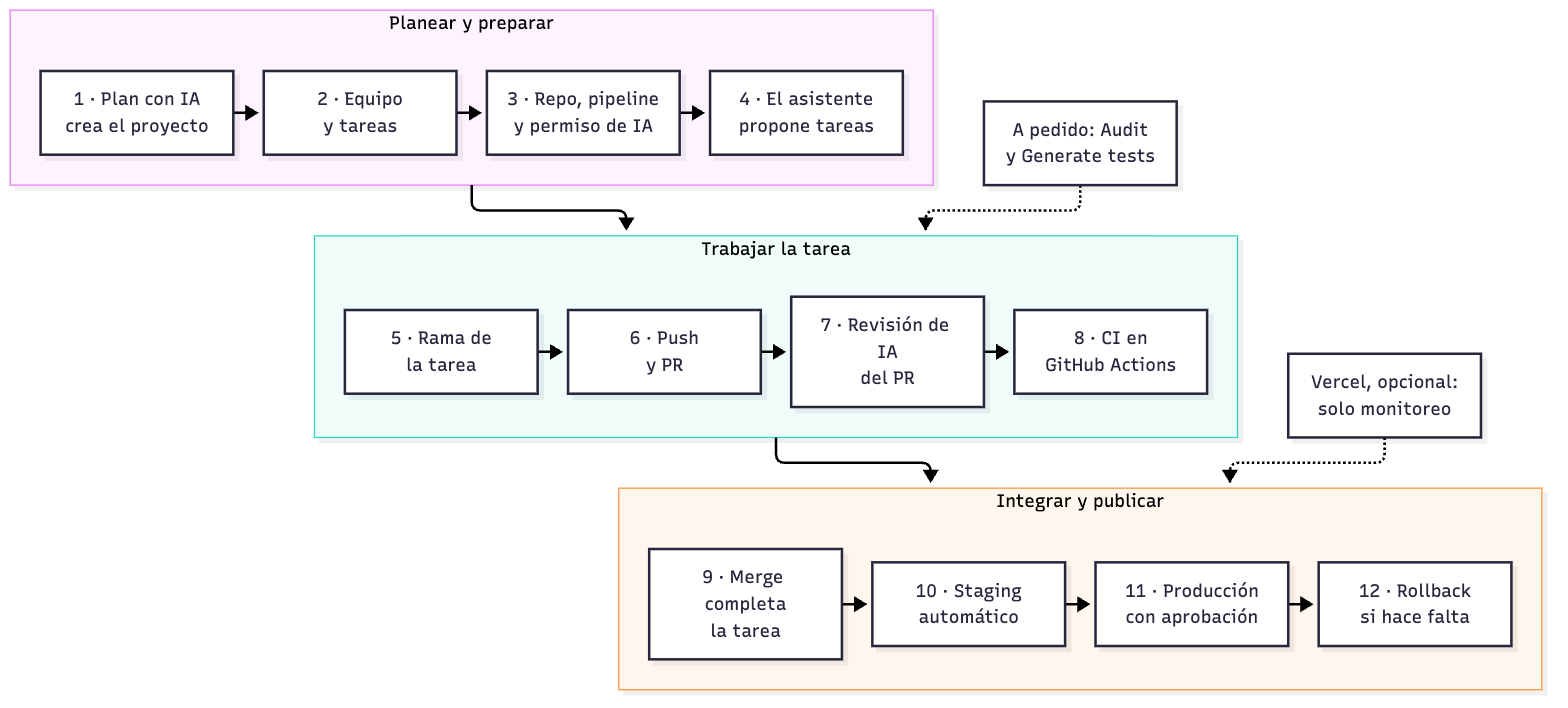 Planear y preparar
1 · Plan con IA
crea el proyecto
2 · Equipo
y tareas
3 · Repo, pipeline
y permiso de IA
4 · El asistente
propone tareas
A pedido: Audit
y Generate tests
Trabajar la tarea
5 · Rama de
la tarea
6 · Push
y PR
7 · Revisión de
IA
del PR
8 · CI en
GitHub Actions
Vercel, opcional:
solo monitoreo
Integrar y publicar
9 · Merge
completa
la tarea
10 · Staging
automático
11 · Producción
con aprobación
12 · Rollback
si hace falta